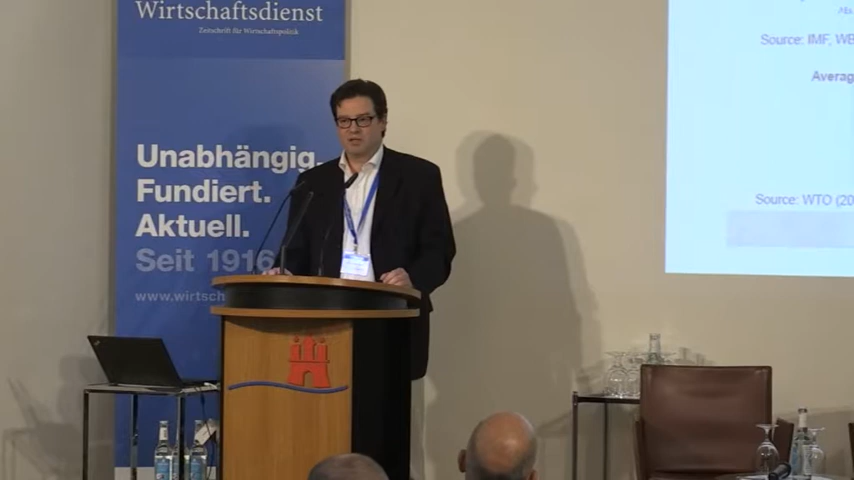 Wirtschaftsdienst
Zeitschrift für Wirtschaftspolitik
Unabhängig.
Fundiert.
Aktuell.
Seit 1916
www.wirtsch
Source: IMF, WB
Averag
Source: WTO (20